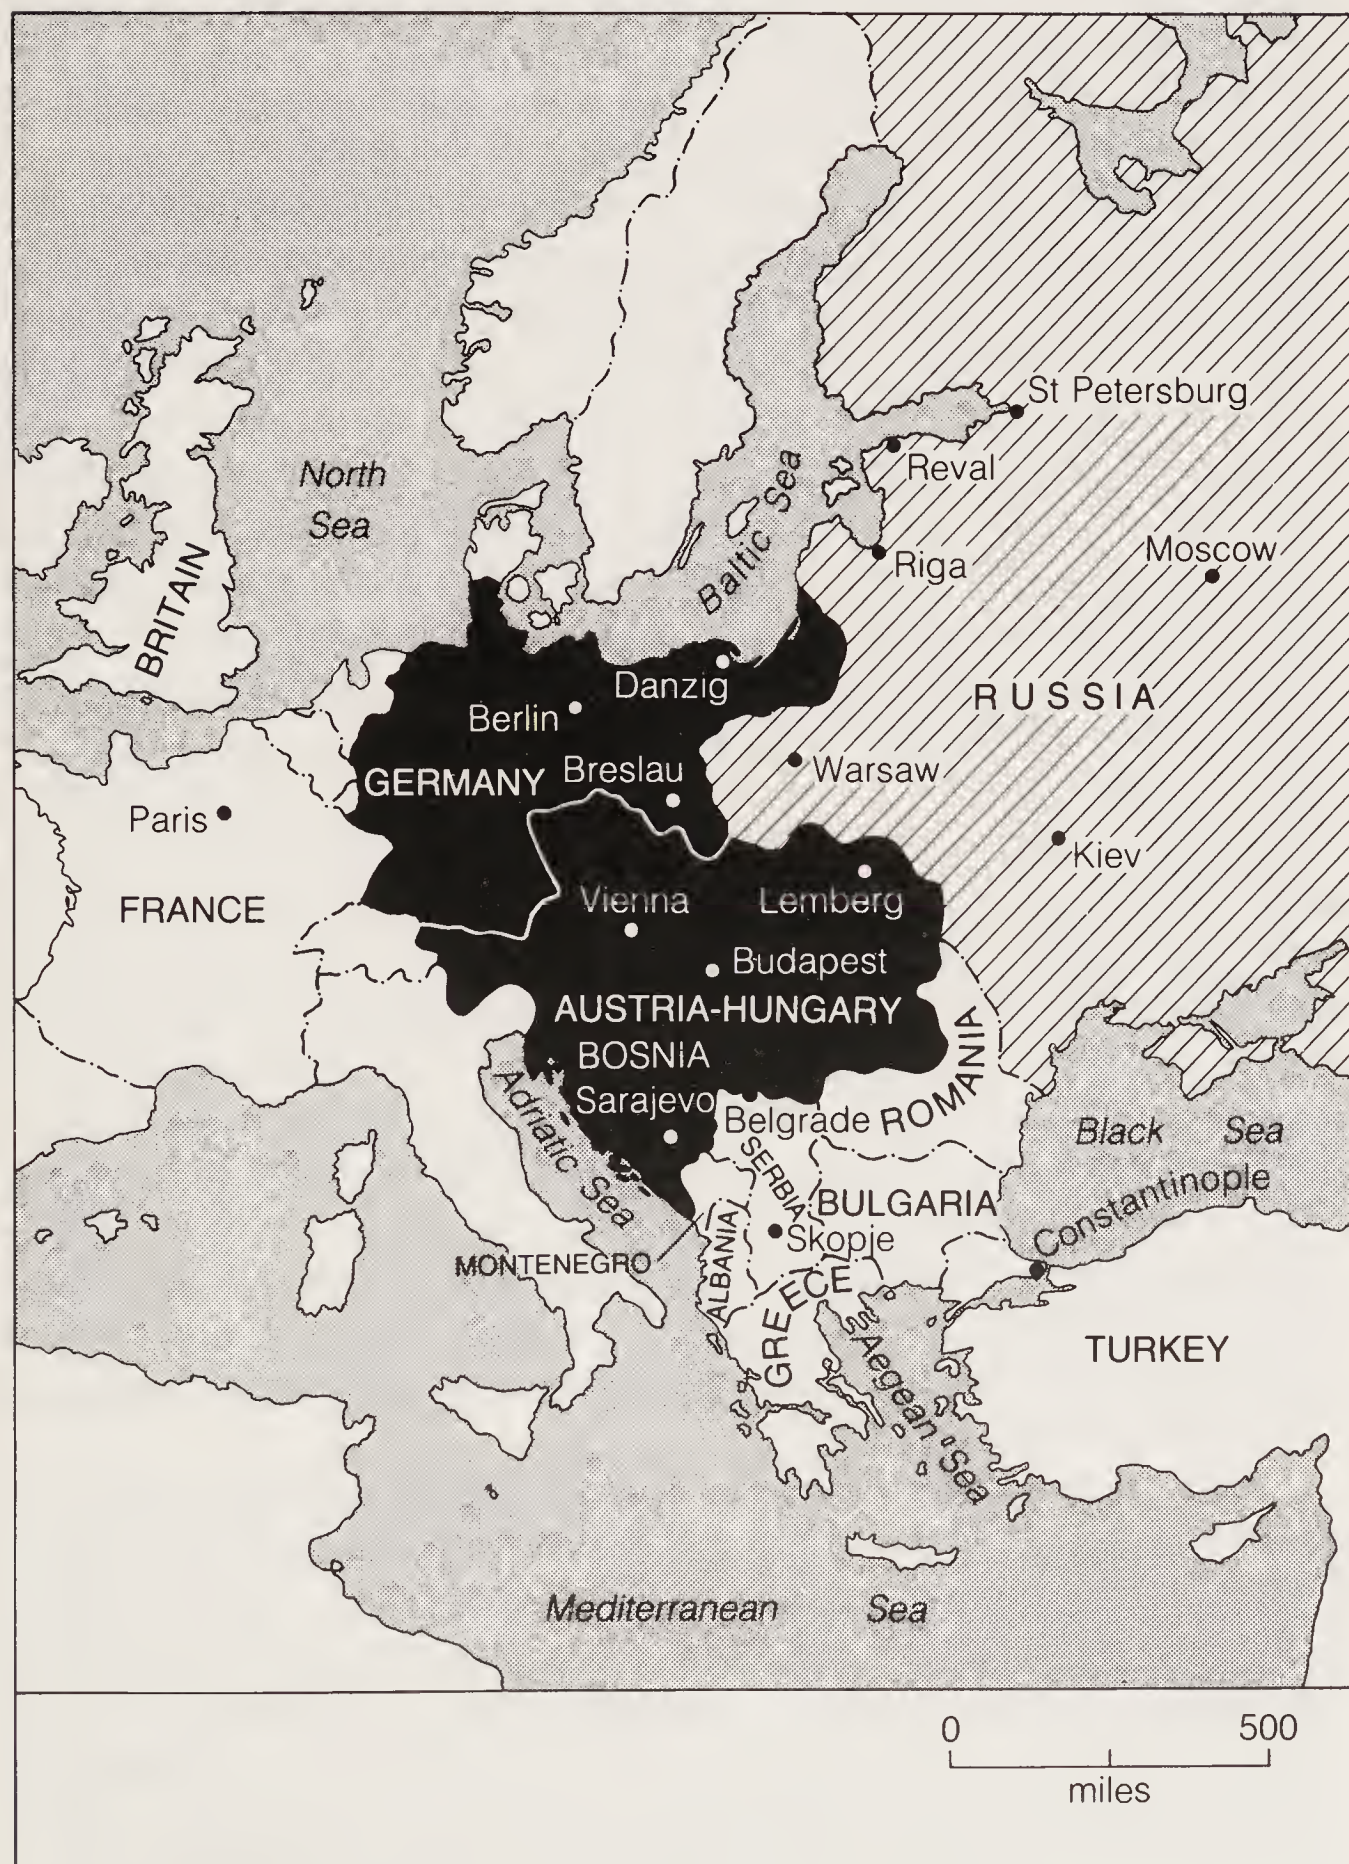 St Petersburg
Reval
North
Sea
Baltic Sea
Moscow
Riga
BRITAIN
Danzig
RUSSIA
Berlin
Warsaw
Breslau
GERMANY
Paris
Kiev
FRANCE
Vienna
Lemberg
Budapest
AUSTRIA-HUNGARY
BOSNIA
ROMANIA
Sarajevo
Adriatic Sea
Belgrade
Black Sea
SERBIA
BULGARIA
Constantinople
Skopje
MONTENEGRO
ALBANIA
GREECE
TURKEY
Aegean Sea
Mediterranean Sea
0 500
miles